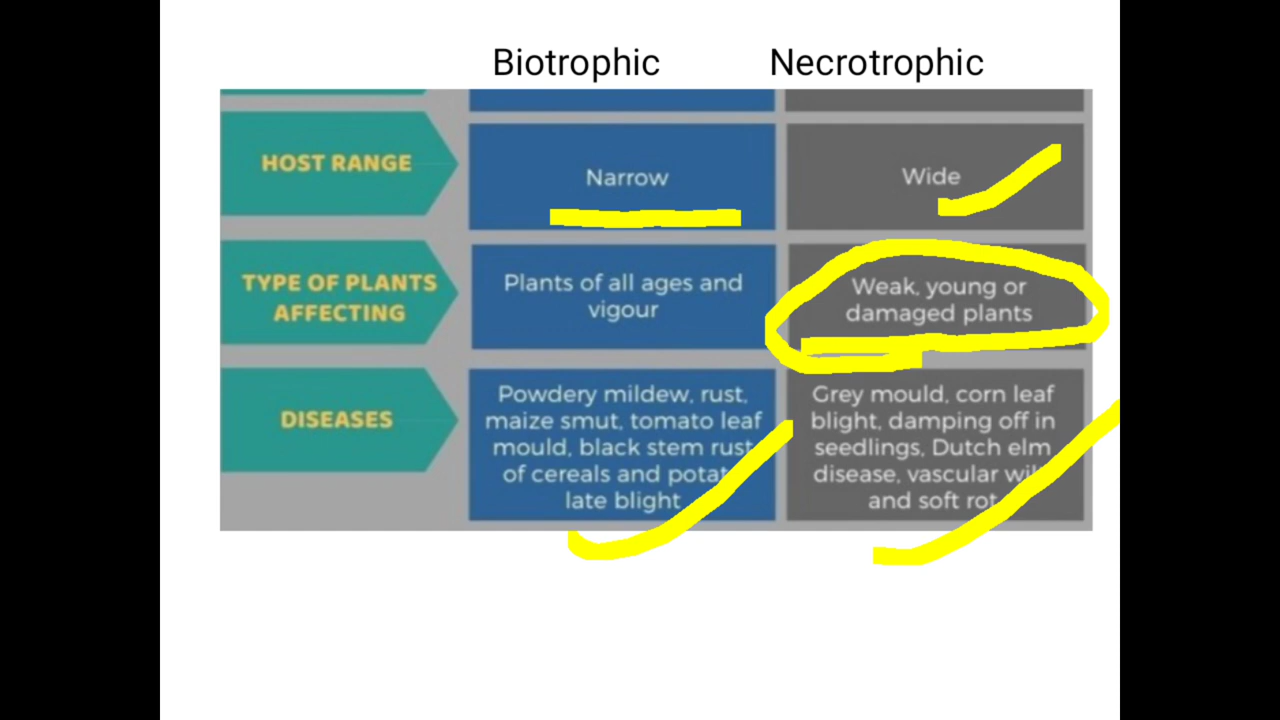 Biotrophic Necrotrophic
HOST RANGE
Narrow
Wide
TYPE OF PLANTS
AFFECTING
Plants of all ages and
vigour
Weak, young or
damaged plants
DISEASES
Powdery mildew, rust,
maize smut, tomato leaf
mould, black stem rust
of cereals and potato
late blight
Grey mould, corn leaf
blight, damping off in
seedlings, Dutch elm
disease, vascular wilt
and soft rot